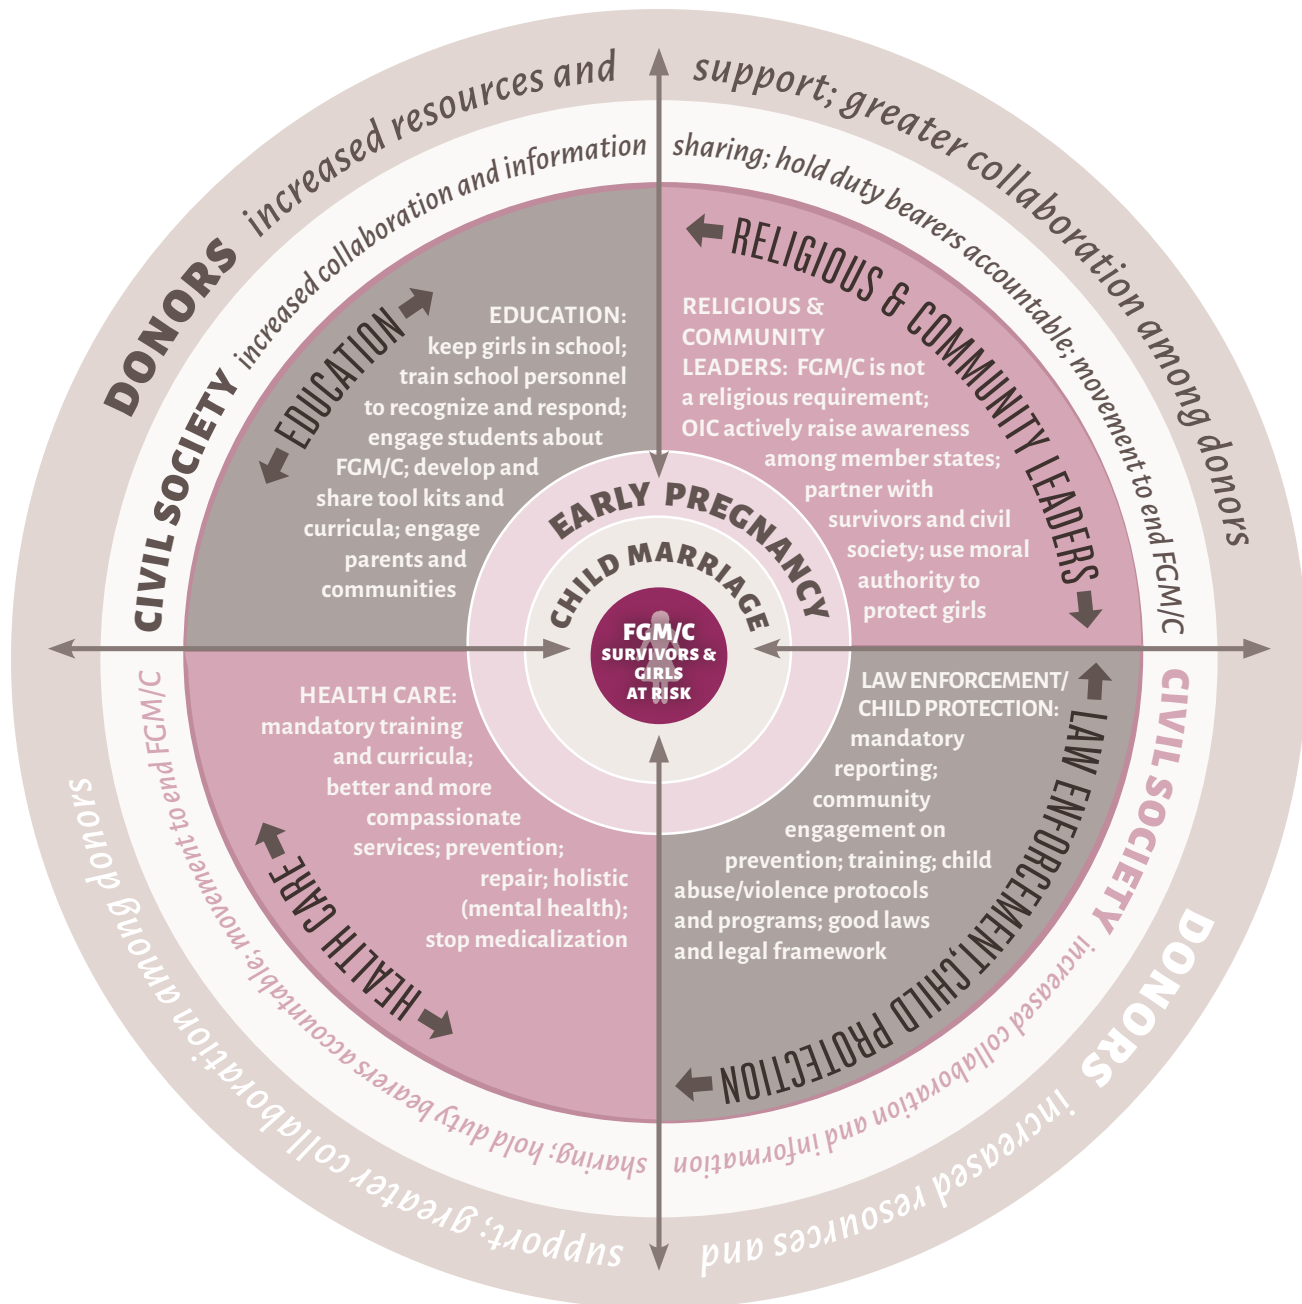 DONORS increased resources and support; greater collaboration among donors
CIVIL SOCIETY increased collaboration and information sharing; hold duty bearers accountable; movement to end FGM/C
EDUCATION
EDUCATION:
keep girls in school;
train school personnel
to recognize and respond;
engage students about
FGM/C; develop and
share tool kits and
curricula; engage
parents and
communities
RELIGIOUS & COMMUNITY LEADERS
RELIGIOUS &
COMMUNITY
LEADERS: FGM/C is not
a religious requirement;
OIC actively raise awareness
among member states;
partner with
survivors and civil
society; use moral
authority to
protect girls
EARLY PREGNANCY
CHILD MARRIAGE
FGM/C
SURVIVORS &
GIRLS
AT RISK
HEALTH CARE:
mandatory training
and curricula;
better and more
compassionate
services; prevention;
repair; holistic
(mental health);
stop medicalization
HEALTH CARE
LAW ENFORCEMENT/
CHILD PROTECTION:
mandatory
reporting;
community
engagement on
prevention; training; child
abuse/violence protocols
and programs; good laws
and legal framework
LAW ENFORCEMENT, CHILD PROTECTION
CIVIL SOCIETY increased collaboration and information sharing; hold duty bearers accountable; movement to end FGM/C
DONORS increased resources and support; greater collaboration among donors